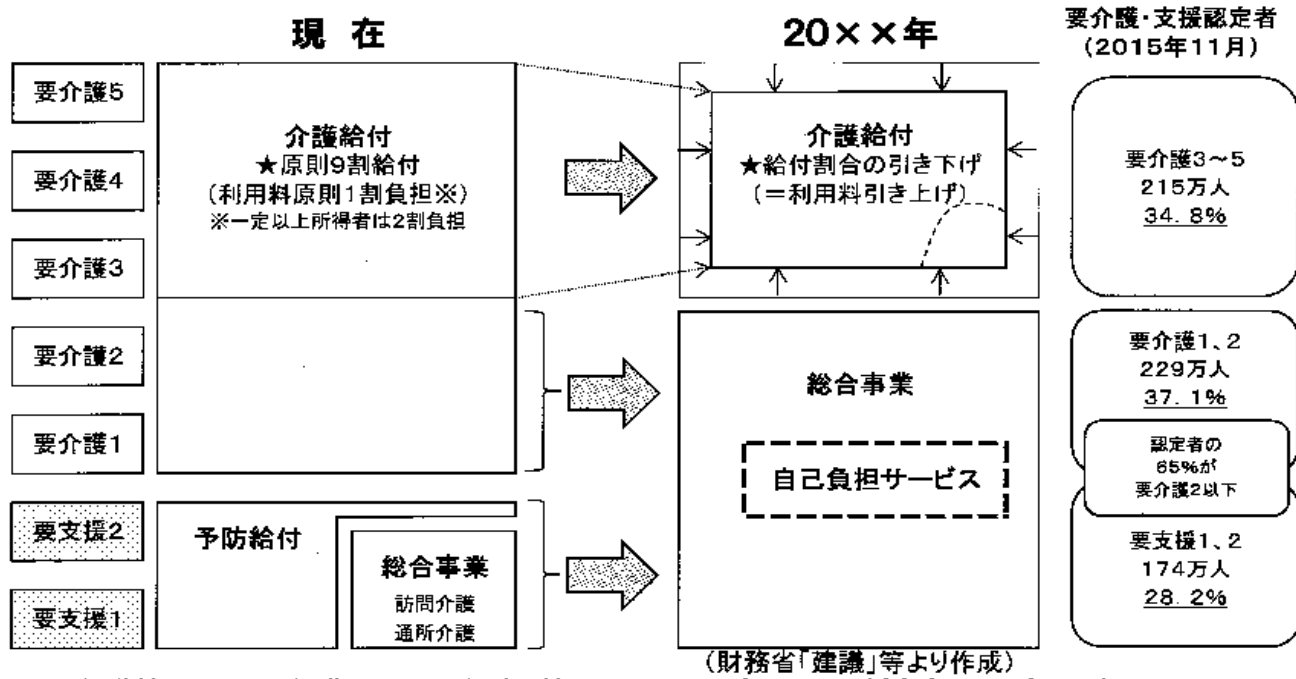 現在
20××年
要介護・支援認定者
(2015年11月)
要介護5
要介護4
要介護3
要介護2
要介護1
要支援2
要支援1
介護給付
★原則9割給付
(利用料原則1割負担※)
※一定以上所得者は2割負担
予防給付
総合事業
訪問介護
通所介護
介護給付
★給付割合の引き下げ
(=利用料引き上げ)
総合事業
自己負担サービス
要介護3~5
215万人
34.8%
要介護1、2
229万人
37.1%
認定者の
65%が
要介護2以下
要支援1、2
174万人
28.2%
(財務省「建議」等より作成)